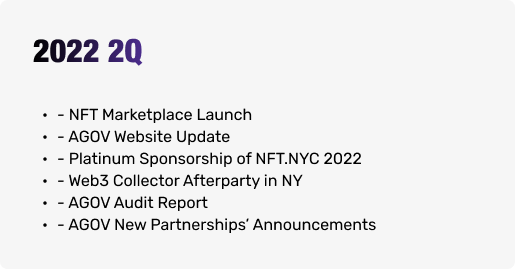 2022 2Q
• - NFT Marketplace Launch
• - AGOV Website Update
• - Platinum Sponsorship of NFT.NYC 2022
• - Web3 Collector Afterparty in NY
• - AGOV Audit Report
• - AGOV New Partnerships’ Announcements